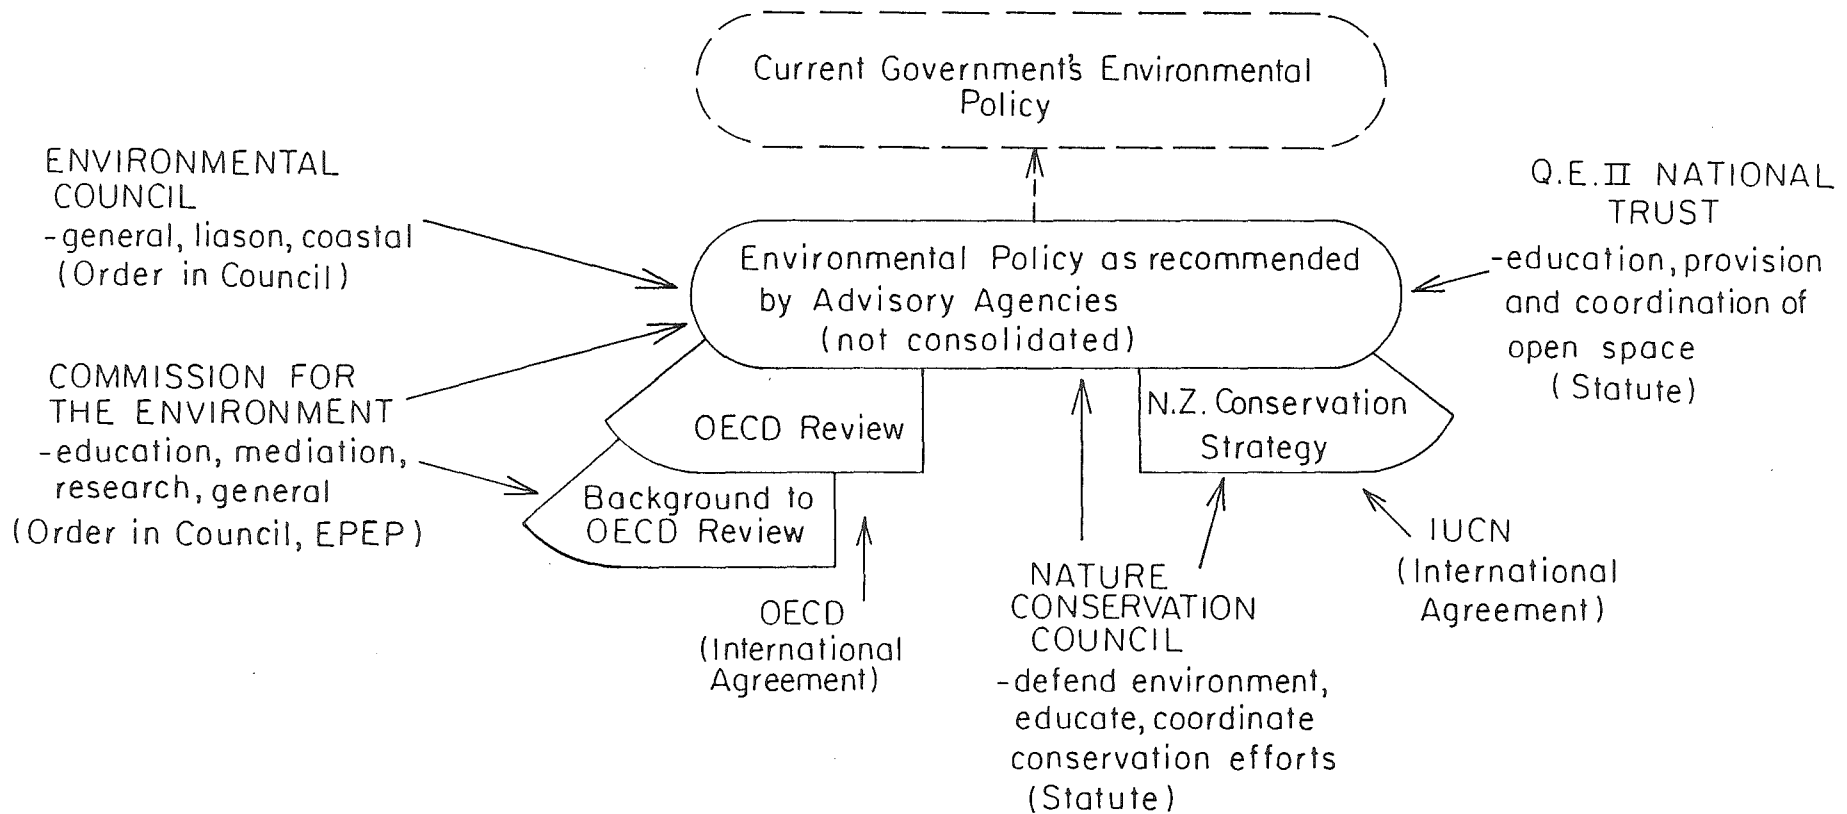 Current Government's Environmental
Policy
ENVIRONMENTAL
COUNCIL
-general, liason, coastal
(Order in Council)
Q.E.II NATIONAL
TRUST
-education, provision
and coordination of
open space
(Statute)
Environmental Policy as recommended
by Advisory Agencies
(not consolidated)
COMMISSION FOR
THE ENVIRONMENT
-education, mediation,
research, general
(Order in Council, EPEP)
OECD Review
N.Z. Conservation
Strategy
Background to
OECD Review
OECD
(International
Agreement)
NATURE
CONSERVATION
COUNCIL
-defend environment,
educate, coordinate
conservation efforts
(Statute)
IUCN
(International
Agreement)